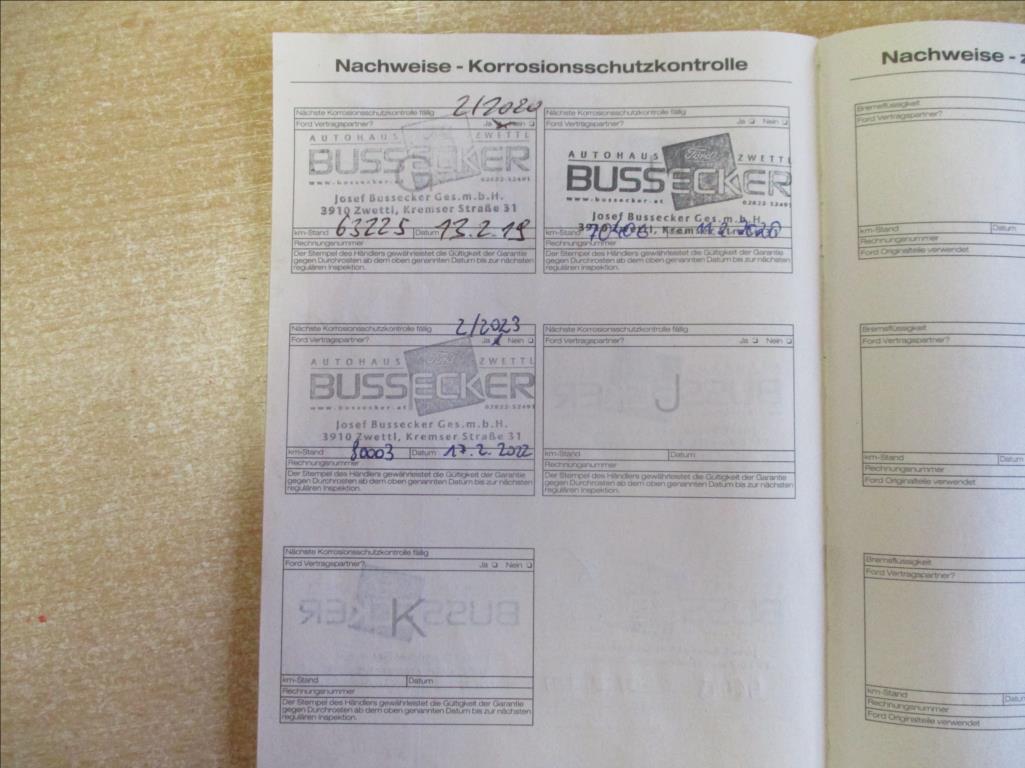 Nachweise - Korrosionsschutzkontrolle
Nächste Korrosionsschutzkontrolle fällig 2/2020
Ford Vertragspartner? Ja Nein
AUTOHAUS ZWETTL
BUSSECKER
www.bussecker.at 02822-52491
Josef Bussecker Ges.m.b.H.
3910 Zwettl, Kremser Straße 31
km-Stand 63225 Datum 13.2.19
Rechnungsnummer
Der Stempel des Händlers gewährleistet die Gültigkeit der Garantie
gegen Durchrosten ab dem oben genannten Datum bis zur nächsten
regulären Inspektion.
Nächste Korrosionsschutzkontrolle fällig
Ford Vertragspartner? Ja Nein
AUTOHAUS ZWETTL
Ford
BUSSECKER
www.bussecker.at 02822-52491
Josef Bussecker Ges.m.b.H.
3910 Zwettl, Kremser
km-Stand Datum
Rechnungsnummer
Der Stempel des Händlers gewährleistet die Gültigkeit der Garantie
gegen Durchrosten ab dem oben genannten Datum bis zur nächsten
regulären Inspektion.
Nächste Korrosionsschutzkontrolle fällig 2/2023
Ford Vertragspartner? Ja Nein
AUTOHAUS ZWETTL
BUSSECKER
www.bussecker.at 02822-52491
Josef Bussecker Ges.m.b.H.
3910 Zwettl, Kremser Straße 31
km-Stand 80003 Datum 17.2.2022
Rechnungsnummer
Der Stempel des Händlers gewährleistet die Gültigkeit der Garantie
gegen Durchrosten ab dem oben genannten Datum bis zur nächsten
regulären Inspektion.
Nächste Korrosionsschutzkontrolle fällig
Ford Vertragspartner? Ja Nein
km-Stand Datum
Rechnungsnummer
Der Stempel des Händlers gewährleistet die Gültigkeit der Garantie
gegen Durchrosten ab dem oben genannten Datum bis zur nächsten
regulären Inspektion.
Nächste Korrosionsschutzkontrolle fällig
Ford Vertragspartner? Ja Nein
K
km-Stand Datum
Rechnungsnummer
Der Stempel des Händlers gewährleistet die Gültigkeit der Garantie
gegen Durchrosten ab dem oben genannten Datum bis zur nächsten
regulären Inspektion.
Nachweise - z
Bremsflüssigkeit
Ford Vertragspartner?
km-Stand Datum
Rechnungsnummer
Ford Originalteile verwendet
Bremsflüssigkeit
Ford Vertragspartner?
km-Stand Datum
Rechnungsnummer
Ford Originalteile verwendet
Bremsflüssigkeit
Ford Vertragspartner?
km-Stand Datu
Rechnungsnummer
Ford Originalteile verwendet